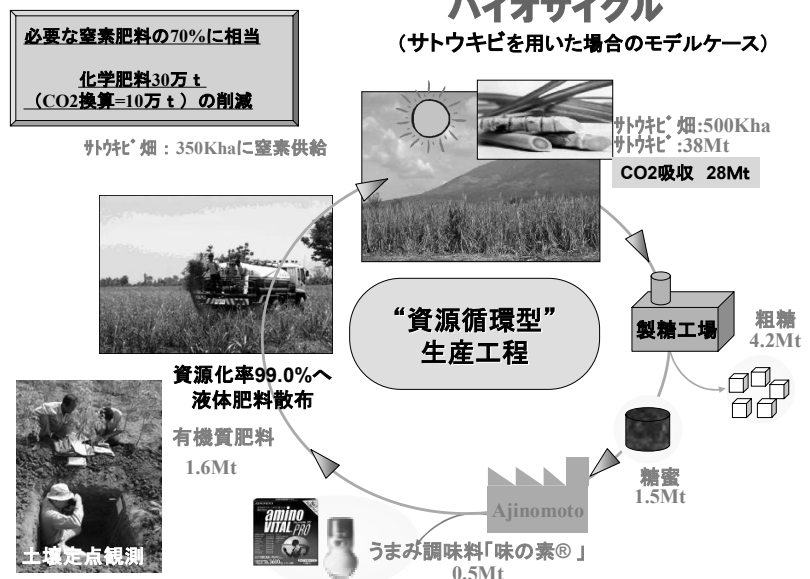 バイオサイクル
（サトウキビを用いた場合のモデルケース）
必要な窒素肥料の70%に相当
化学肥料30万ｔ
（CO2換算=10万ｔ）の削減
ｻﾄｳｷﾋﾞ畑：350Khaに窒素供給
ｻﾄｳｷﾋﾞ畑:500Kha
ｻﾄｳｷﾋﾞ:38Mt
CO2吸収 28Mt
“資源循環型”
生産工程
製糖工場
粗糖
4.2Mt
糖蜜
1.5Mt
Ajinomoto
うまみ調味料「味の素®」
0.5Mt
amino
VITAL
PRO
資源化率99.0%へ
液体肥料散布
有機質肥料
1.6Mt
土壌定点観測